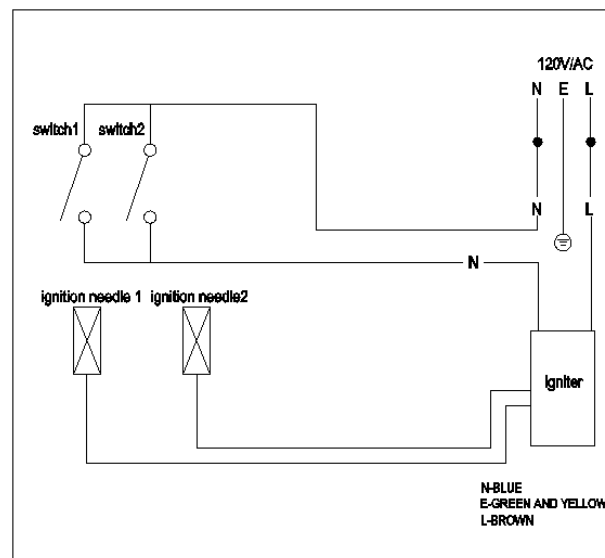 120V/AC
N E L
switch1 switch2
N L
N
ignition needle 1 ignition needle2
igniter
N-BLUE
E-GREEN AND YELLOW
L-BROWN